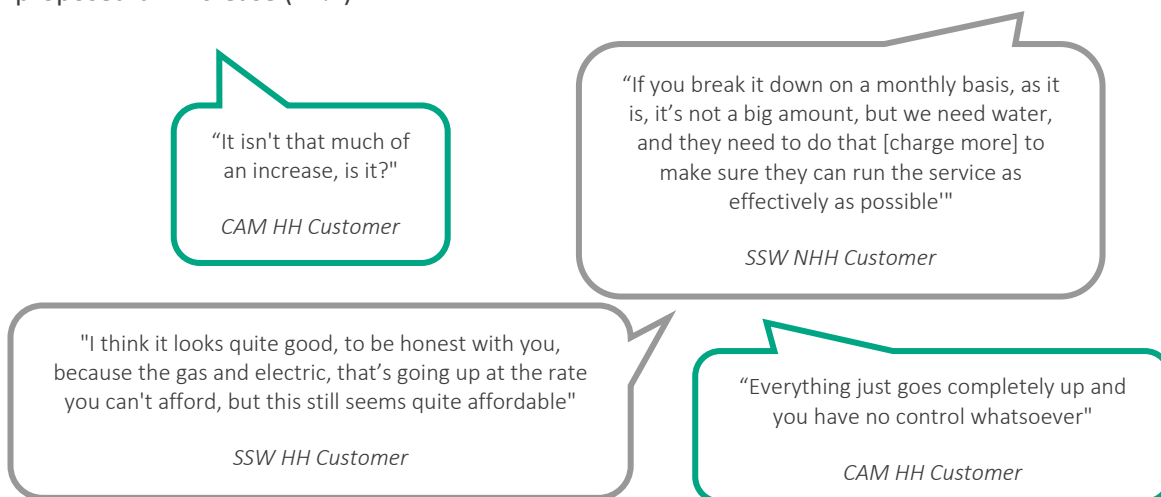 “It isn't that much of
an increase, is it?"
CAM HH Customer
“If you break it down on a monthly basis, as it
is, it’s not a big amount, but we need water,
and they need to do that [charge more] to
make sure they can run the service as
effectively as possible'"
SSW NHH Customer
"I think it looks quite good, to be honest with you,
because the gas and electric, that’s going up at the rate
you can't afford, but this still seems quite affordable"
SSW HH Customer
“Everything just goes completely up and
you have no control whatsoever"
CAM HH Customer